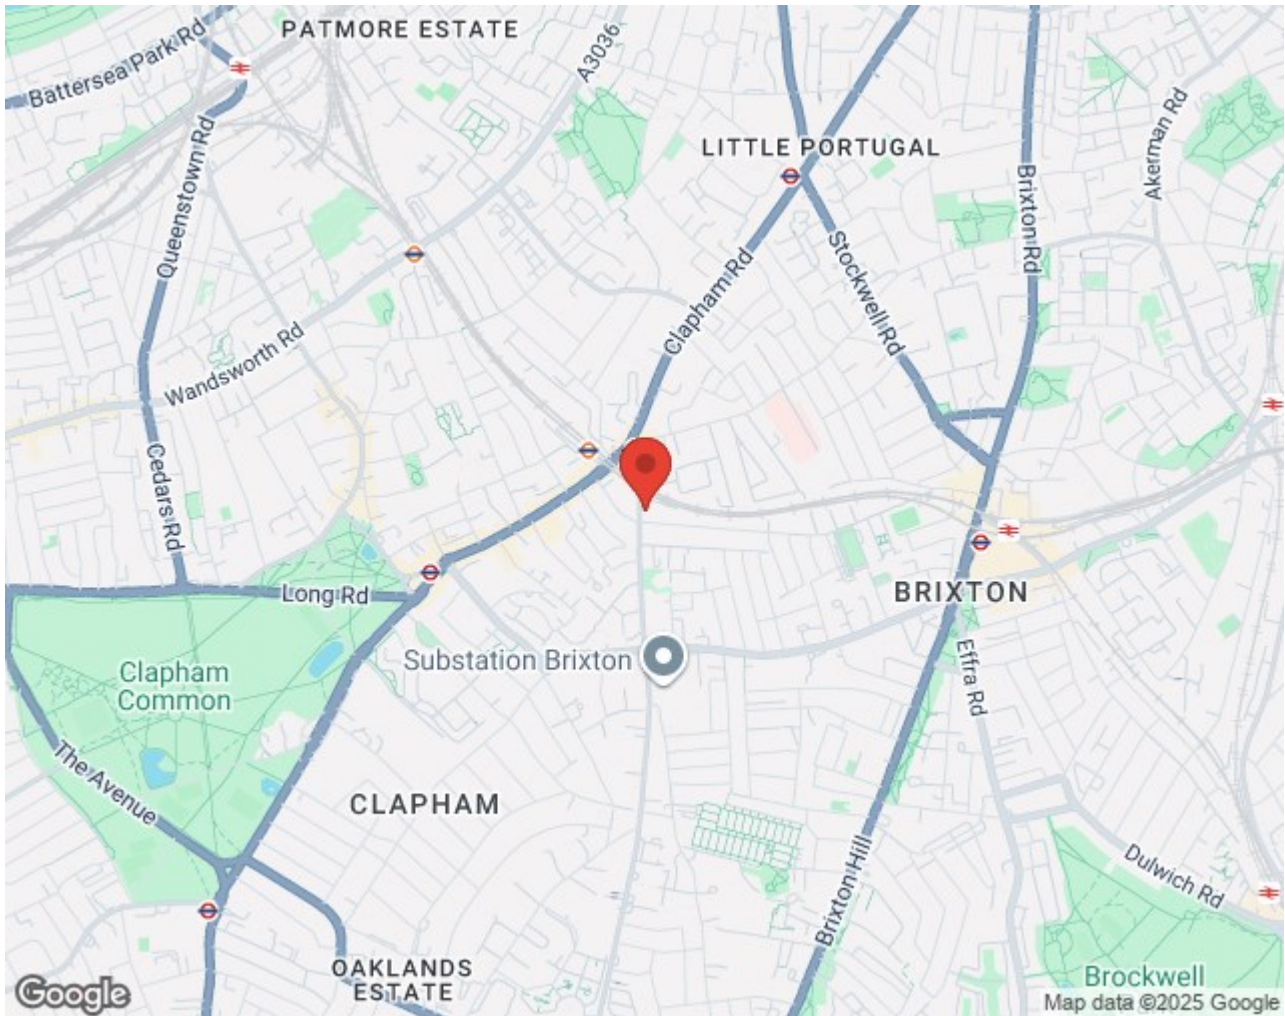 PATMORE ESTATE
Battersea Park Rd
A3036
LITTLE PORTUGAL
Akerman Rd
Queenstown Rd
Brixton Rd
Stockwell Rd
Clapham Rd
Wandsworth Rd
Cedars Rd
Long Rd
BRIXTON
Substation Brixton
Effra Rd
Clapham
Common
The Avenue
CLAPHAM
Brixton Hill
Dulwich Rd
OAKLANDS
ESTATE
Brockwell
Google
Map data ©2025 Google